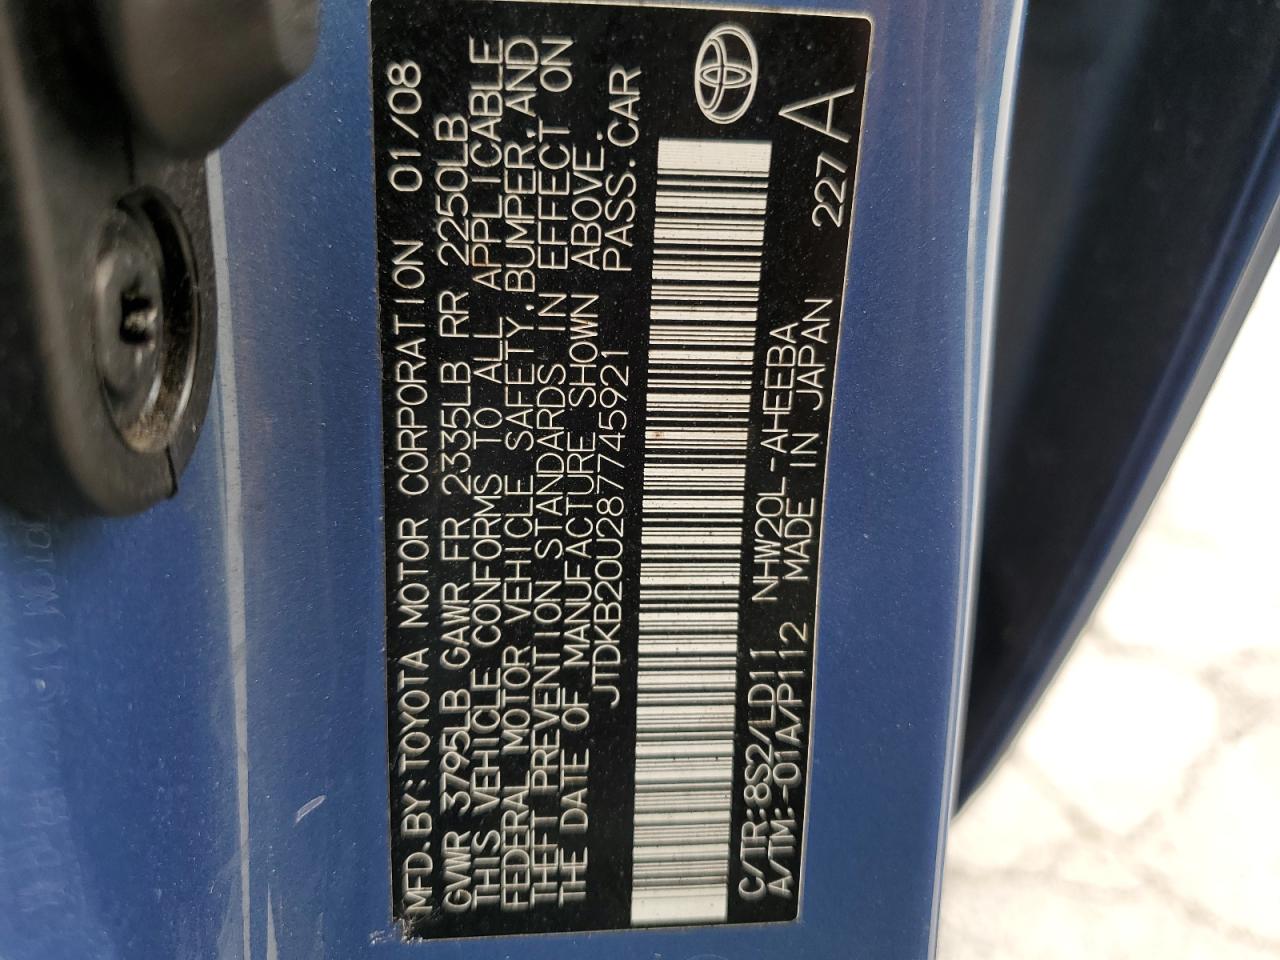 MFD.BY:TOYOTA MOTOR CORPORATION 01/08
GVWR 3795LB GAWR FR 2335LB RR 2250LB
THIS VEHICLE CONFORMS TO ALL APPLICABLE
FEDERAL MOTOR VEHICLE SAFETY,BUMPER,AND
THEFT PREVENTION STANDARDS IN EFFECT ON
THE DATE OF MANUFACTURE SHOWN ABOVE.
JTDKB20U287745921 PASS.CAR
C/TR:8S2/LD11 NHW20L-AHEEBA 227A
A/TM:-01A/P112 MADE IN JAPAN